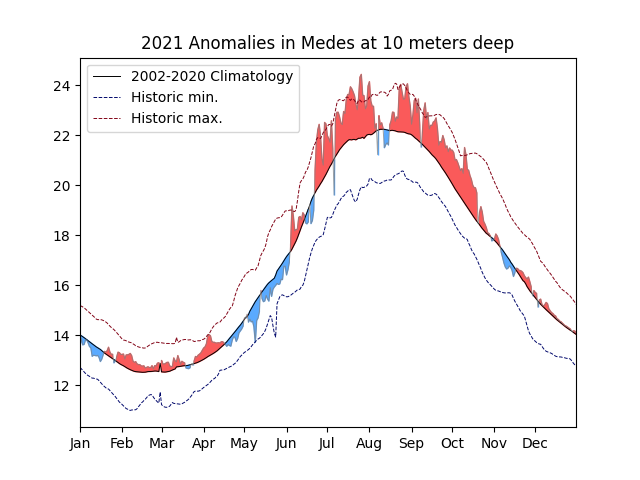 2021 Anomalies in Medes at 10 meters deep
2002-2020 Climatology
Historic min.
Historic max.
24
22
20
18
16
14
12
Jan Feb Mar Apr May Jun Jul Aug Sep Oct Nov Dec